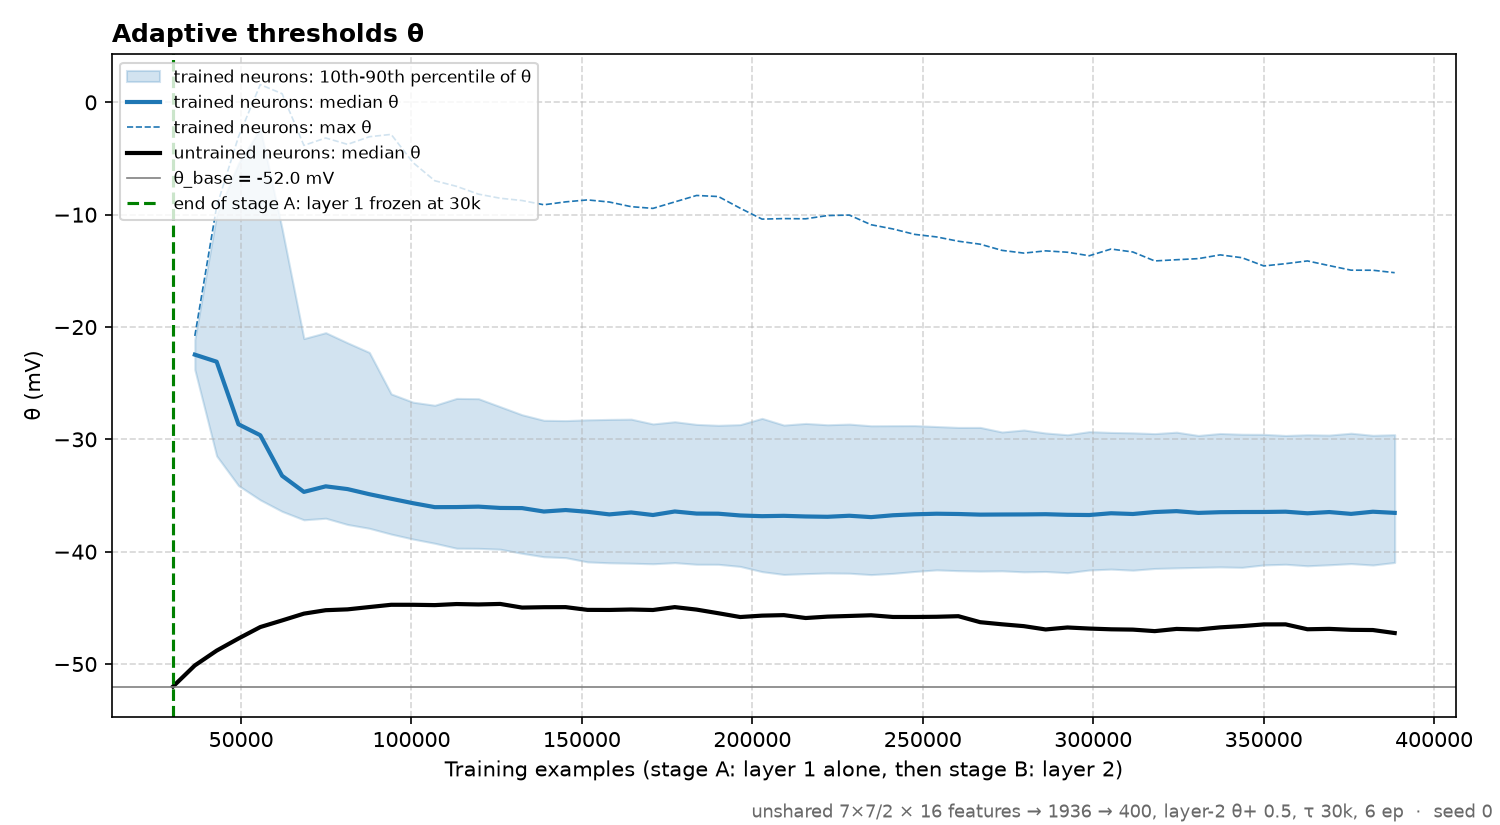 Adaptive thresholds θ
trained neurons: 10th-90th percentile of θ
trained neurons: median θ
trained neurons: max θ
untrained neurons: median θ
θ_base = -52.0 mV
end of stage A: layer 1 frozen at 30k
θ (mV)
0
−10
−20
−30
−40
−50
50000 100000 150000 200000 250000 300000 350000 400000
Training examples (stage A: layer 1 alone, then stage B: layer 2)
unshared 7×7/2 × 16 features → 1936 → 400, layer-2 θ+ 0.5, τ 30k, 6 ep · seed 0